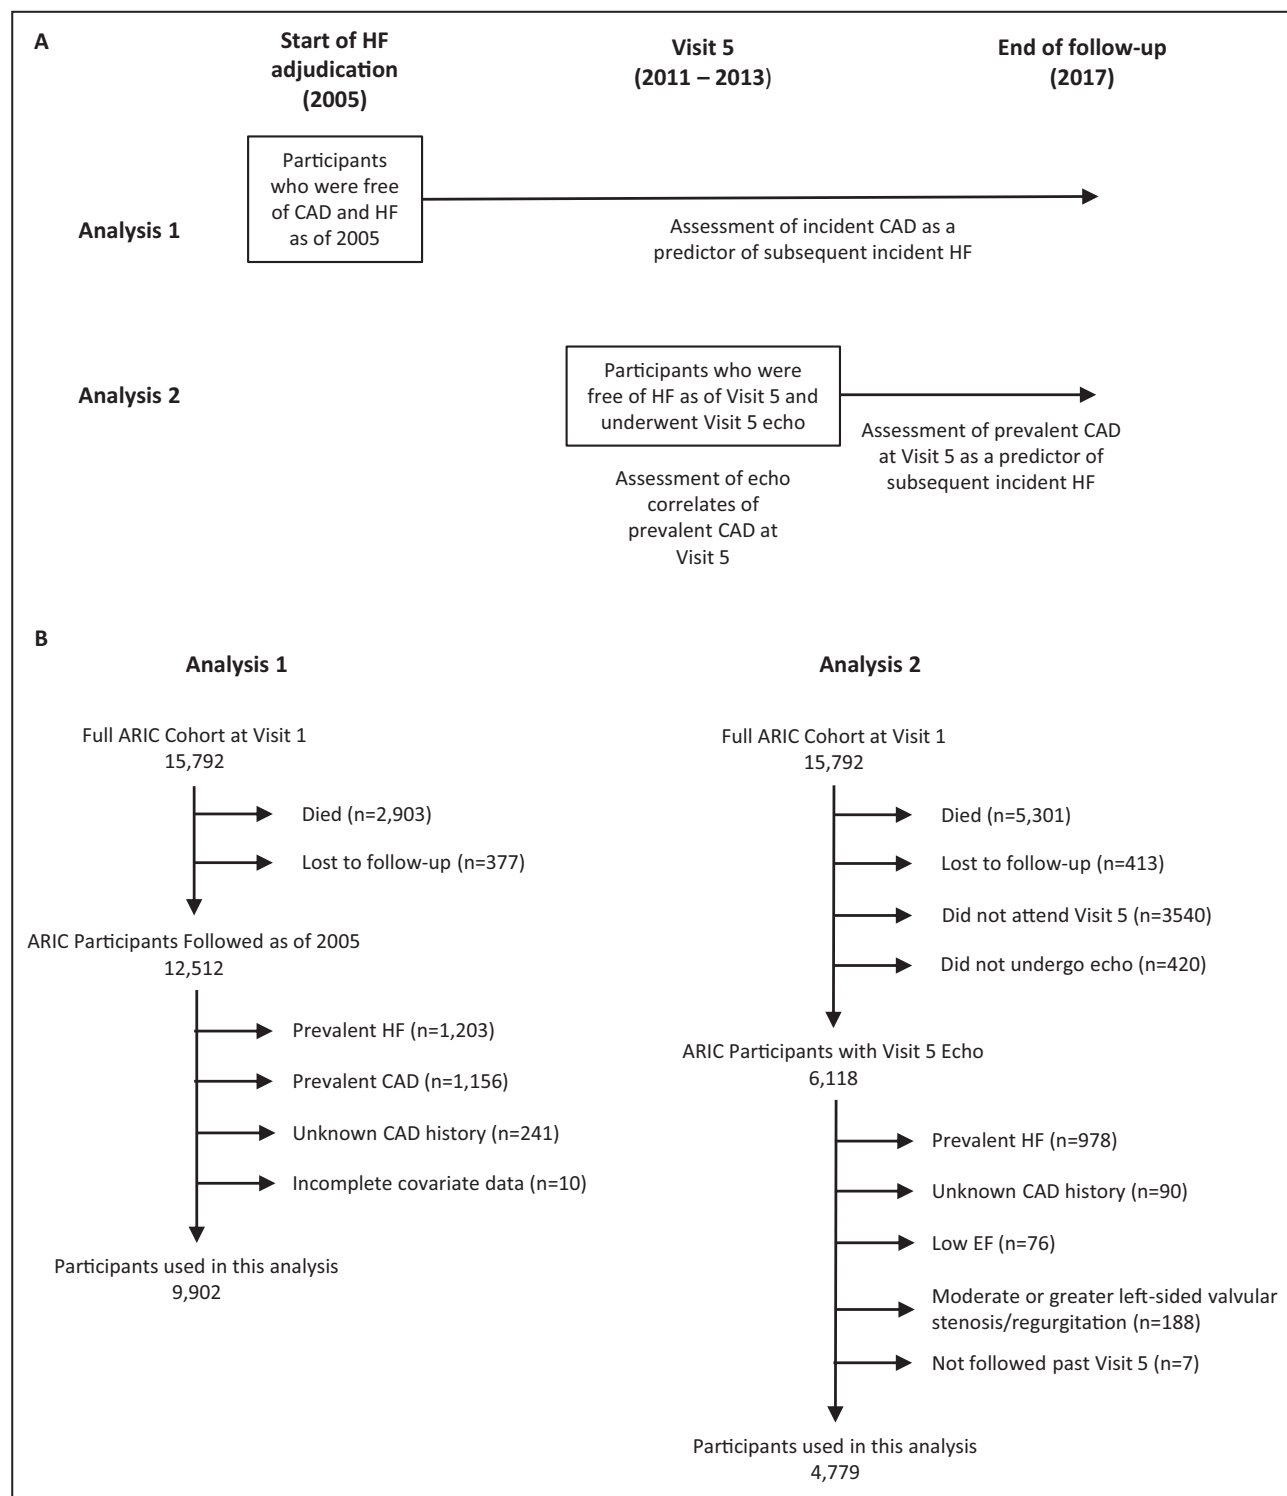 A
Start of HF
adjudication
(2005)
Visit 5
(2011 – 2013)
End of follow-up
(2017)
Analysis 1
Participants
who were free
of CAD and HF
as of 2005
Assessment of incident CAD as a
predictor of subsequent incident HF
Analysis 2
Participants who were
free of HF as of Visit 5 and
underwent Visit 5 echo
Assessment of echo
correlates of
prevalent CAD at
Visit 5
Assessment of prevalent CAD
at Visit 5 as a predictor of
subsequent incident HF
B
Analysis 1
Full ARIC Cohort at Visit 1
15,792
Died (n=2,903)
Lost to follow-up (n=377)
ARIC Participants Followed as of 2005
12,512
Prevalent HF (n=1,203)
Prevalent CAD (n=1,156)
Unknown CAD history (n=241)
Incomplete covariate data (n=10)
Participants used in this analysis
9,902
Analysis 2
Full ARIC Cohort at Visit 1
15,792
Died (n=5,301)
Lost to follow-up (n=413)
Did not attend Visit 5 (n=3540)
Did not undergo echo (n=420)
ARIC Participants with Visit 5 Echo
6,118
Prevalent HF (n=978)
Unknown CAD history (n=90)
Low EF (n=76)
Moderate or greater left-sided valvular
stenosis/regurgitation (n=188)
Not followed past Visit 5 (n=7)
Participants used in this analysis
4,779